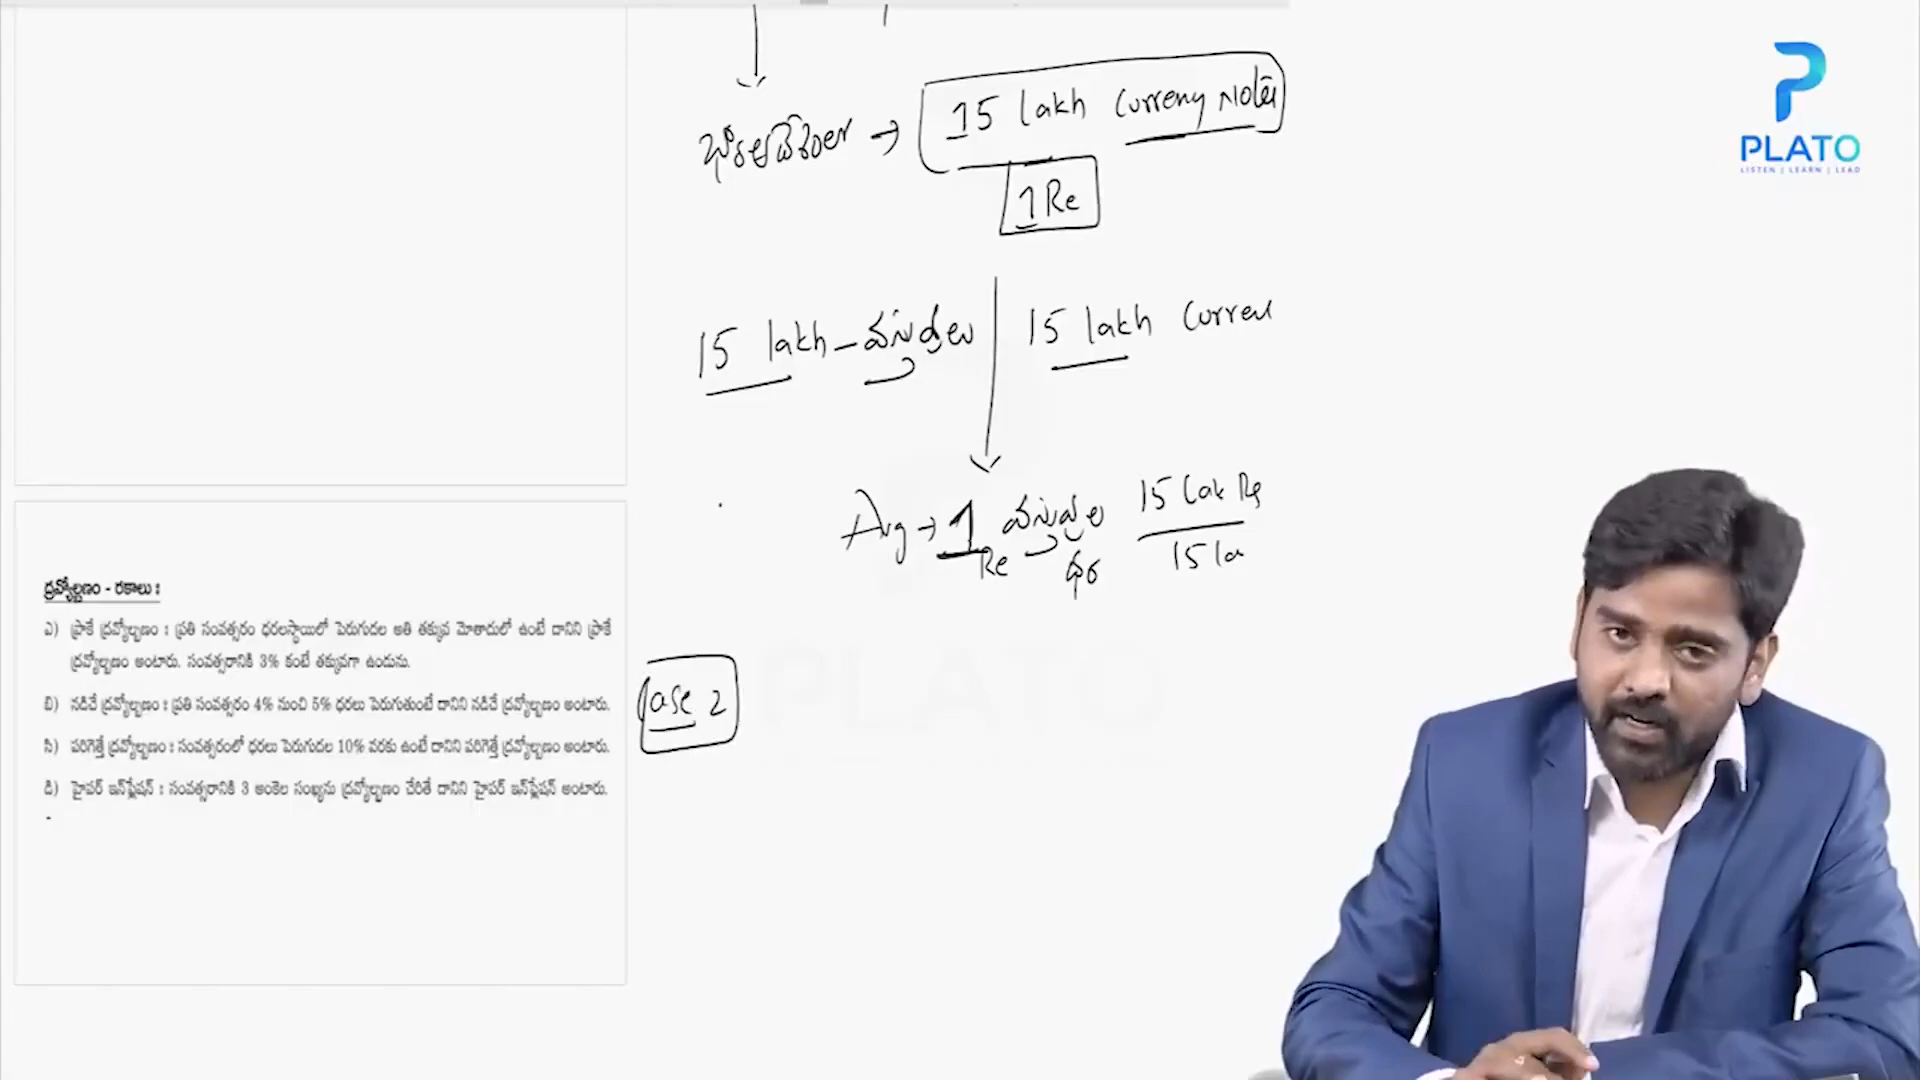 భారతదేశంలో → 15 lakh Curreny Notes
1 Re
15 lakh - వస్తువులు 15 lakh Curren
Avg → 1 Re వస్తువుల ధర 15 Lak Rs
15 la
Case 2
ద్రవ్యోల్బణం - రకాలు :
ఎ) ప్రాకే ద్రవ్యోల్బణం : ప్రతి సంవత్సరం ధరలస్థాయిలో పెరుగుదల అతి తక్కువ మోతాదులో ఉంటే దానిని ప్రాకే
ద్రవ్యోల్బణం అంటారు. సంవత్సరానికి 3% కంటే తక్కువగా ఉండును.
బి) నడిచే ద్రవ్యోల్బణం : ప్రతి సంవత్సరం 4% నుంచి 5% ధరలు పెరుగుతుంటే దానిని నడిచే ద్రవ్యోల్బణం అంటారు.
సి) పరిగెత్తే ద్రవ్యోల్బణం : సంవత్సరంలో ధరలు పెరుగుదల 10% వరకు ఉంటే దానిని పరిగెత్తే ద్రవ్యోల్బణం అంటారు.
డి) హైపర్ ఇన్‌ఫ్లేషన్ : సంవత్సరానికి 3 అంకెల సంఖ్యను ద్రవ్యోల్బణం చేరితే దానిని హైపర్ ఇన్‌ఫ్లేషన్ అంటారు.
PLATO
LISTEN | LEARN | LEAD
PLATO